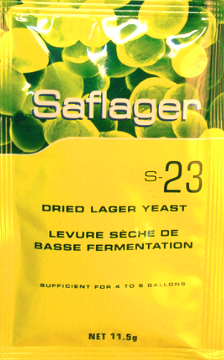 Saflager
S-23
DRIED LAGER YEAST
LEVURE SÈCHE DE
BASSE FERMENTATION
SUFFICIENT FOR 4 TO 6 GALLONS
NET 11.5g